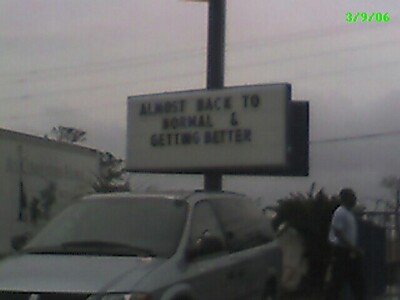 3/9/06
ALMOST BACK TO
NORMAL &
GETTING BETTER